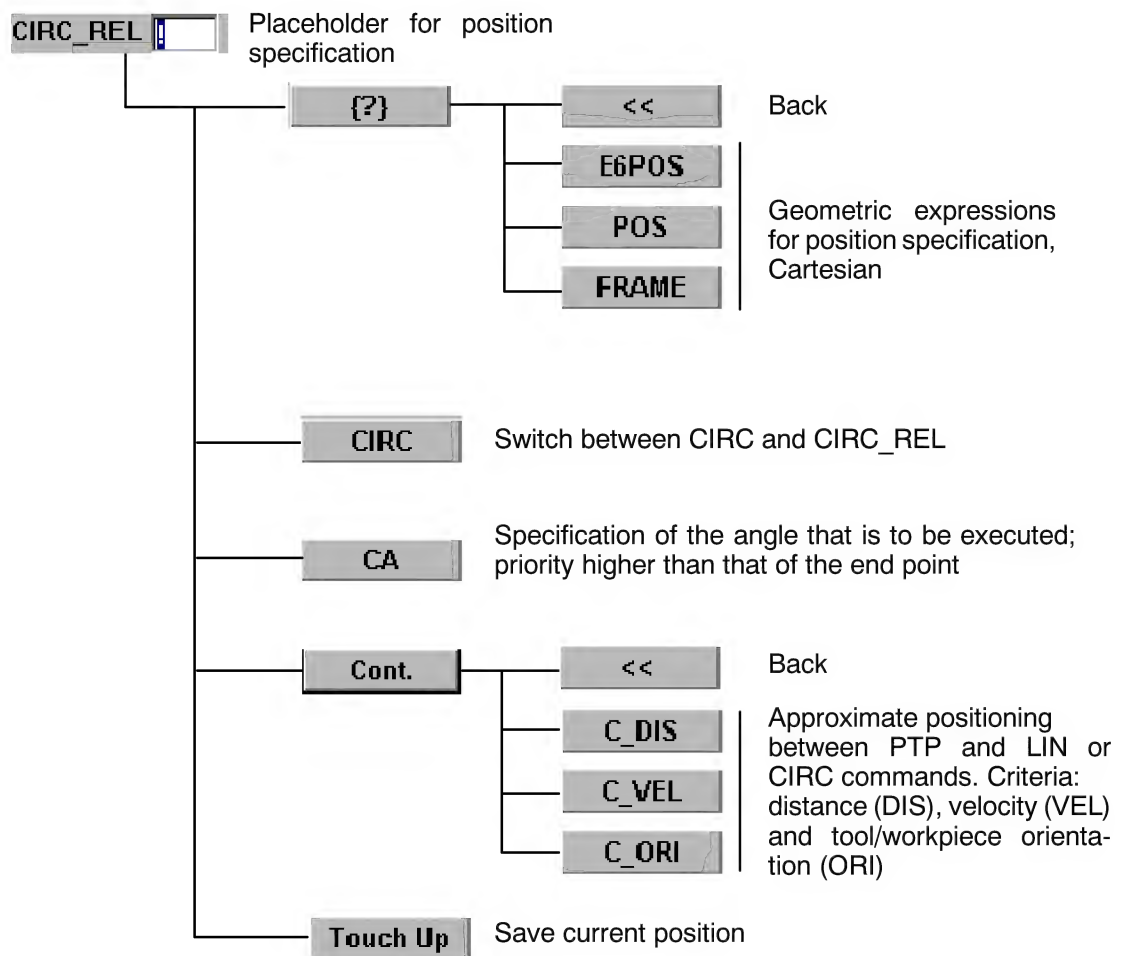 CIRC_REL ! Placeholder for position
specification
{?} << Back
E6POS
POS
FRAME
Geometric expressions
for position specification,
Cartesian
CIRC Switch between CIRC and CIRC_REL
CA
Specification of the angle that is to be executed;
priority higher than that of the end point
Cont. << Back
C_DIS
C_VEL
C_ORI
Approximate positioning
between PTP and LIN or
CIRC commands. Criteria:
distance (DIS), velocity (VEL)
and tool/workpiece orienta-
tion (ORI)
Touch Up Save current position